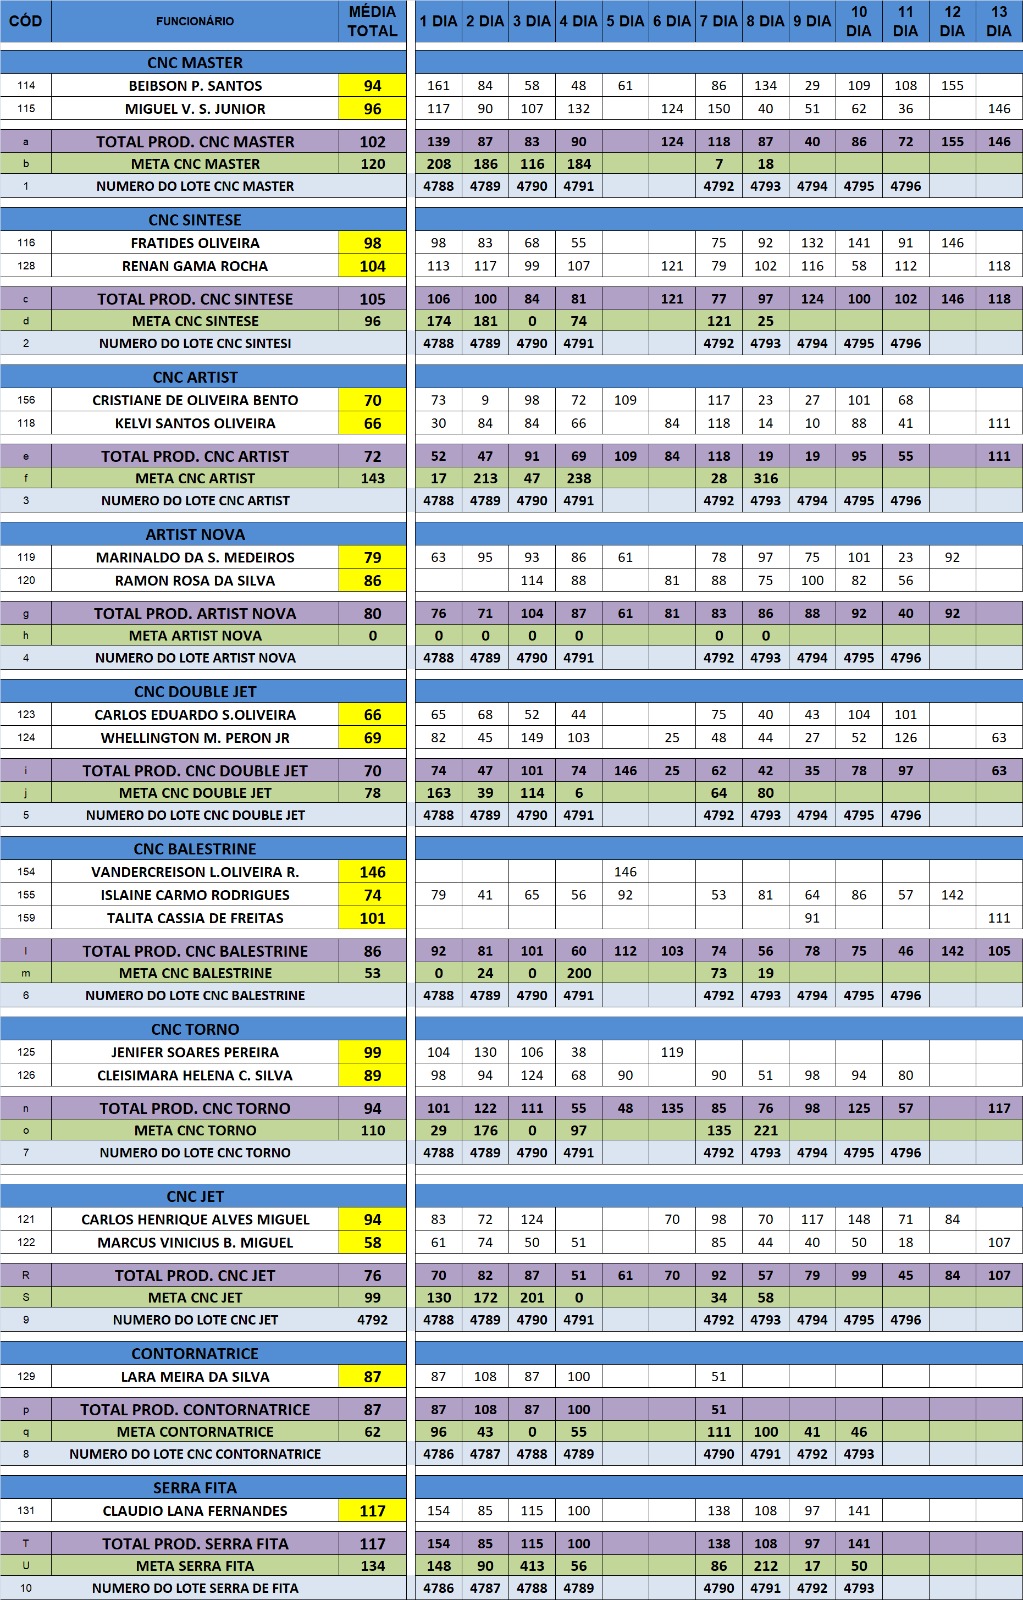 CÓD FUNCIONÁRIO MÉDIA TOTAL 1 DIA 2 DIA 3 DIA 4 DIA 5 DIA 6 DIA 7 DIA 8 DIA 9 DIA 10 DIA 11 DIA 12 DIA 13 DIA
CNC MASTER
114 BEIBSON P. SANTOS 94 161 84 58 48 61 86 134 29 109 108 155
115 MIGUEL V. S. JUNIOR 96 117 90 107 132 124 150 40 51 62 36 146
a TOTAL PROD. CNC MASTER 102 139 87 83 90 124 118 87 40 86 72 155 146
b META CNC MASTER 120 208 186 116 184 7 18
1 NUMERO DO LOTE CNC MASTER 4788 4789 4790 4791 4792 4793 4794 4795 4796
CNC SINTESE
116 FRATIDES OLIVEIRA 98 98 83 68 55 75 92 132 141 91 146
128 RENAN GAMA ROCHA 104 113 117 99 107 121 79 102 116 58 112 118
c TOTAL PROD. CNC SINTESE 105 106 100 84 81 121 77 97 124 100 102 146 118
d META CNC SINTESE 96 174 181 0 74 121 25
2 NUMERO DO LOTE CNC SINTESI 4788 4789 4790 4791 4792 4793 4794 4795 4796
CNC ARTIST
156 CRISTIANE DE OLIVEIRA BENTO 70 73 9 98 72 109 117 23 27 101 68
118 KELVI SANTOS OLIVEIRA 66 30 84 84 66 84 118 14 10 88 41 111
e TOTAL PROD. CNC ARTIST 72 52 47 91 69 109 84 118 19 19 95 55 111
f META CNC ARTIST 143 17 213 47 238 28 316
3 NUMERO DO LOTE CNC ARTIST 4788 4789 4790 4791 4792 4793 4794 4795 4796
ARTIST NOVA
119 MARINALDO DA S. MEDEIROS 79 63 95 93 86 61 78 97 75 101 23 92
120 RAMON ROSA DA SILVA 86 114 88 81 88 75 100 82 56
g TOTAL PROD. ARTIST NOVA 80 76 71 104 87 61 81 83 86 88 92 40 92
h META ARTIST NOVA 0 0 0 0 0 0 0
4 NUMERO DO LOTE ARTIST NOVA 4788 4789 4790 4791 4792 4793 4794 4795 4796
CNC DOUBLE JET
123 CARLOS EDUARDO S.OLIVEIRA 66 65 68 52 44 75 40 43 104 101
124 WHELLINGTON M. PERON JR 69 82 45 149 103 25 48 44 27 52 126 63
i TOTAL PROD. CNC DOUBLE JET 70 74 47 101 74 146 25 62 42 35 78 97 63
j META CNC DOUBLE JET 78 163 39 114 6 64 80
5 NUMERO DO LOTE CNC DOUBLE JET 4788 4789 4790 4791 4792 4793 4794 4795 4796
CNC BALESTRINE
154 VANDERCREISON L.OLIVEIRA R. 146 146
155 ISLAINE CARMO RODRIGUES 74 79 41 65 56 92 53 81 64 86 57 142
159 TALITA CASSIA DE FREITAS 101 91 111
l TOTAL PROD. CNC BALESTRINE 86 92 81 101 60 112 103 74 56 78 75 46 142 105
m META CNC BALESTRINE 53 0 24 0 200 73 19
6 NUMERO DO LOTE CNC BALESTRINE 4788 4789 4790 4791 4792 4793 4794 4795 4796
CNC TORNO
125 JENIFER SOARES PEREIRA 99 104 130 106 38 119
126 CLEISIMARA HELENA C. SILVA 89 98 94 124 68 90 90 51 98 94 80
n TOTAL PROD. CNC TORNO 94 101 122 111 55 48 135 85 76 98 125 57 117
o META CNC TORNO 110 29 176 0 97 135 221
7 NUMERO DO LOTE CNC TORNO 4788 4789 4790 4791 4792 4793 4794 4795 4796
CNC JET
121 CARLOS HENRIQUE ALVES MIGUEL 94 83 72 124 70 98 70 117 148 71 84
122 MARCUS VINICIUS B. MIGUEL 58 61 74 50 51 85 44 40 50 18 107
R TOTAL PROD. CNC JET 76 70 82 87 51 61 70 92 57 79 99 45 84 107
S META CNC JET 99 130 172 201 0 34 58
9 NUMERO DO LOTE CNC JET 4792 4788 4789 4790 4791 4792 4793 4794 4795 4796
CONTORNATRICE
129 LARA MEIRA DA SILVA 87 87 108 87 100 51
p TOTAL PROD. CONTORNATRICE 87 87 108 87 100 51
q META CONTORNATRICE 62 96 43 0 55 111 100 41 46
8 NUMERO DO LOTE CNC CONTORNATRICE 4786 4787 4788 4789 4790 4791 4792 4793
SERRA FITA
131 CLAUDIO LANA FERNANDES 117 154 85 115 100 138 108 97 141
T TOTAL PROD. SERRA FITA 117 154 85 115 100 138 108 97 141
U META SERRA FITA 134 148 90 413 56 86 212 17 50
10 NUMERO DO LOTE SERRA DE FITA 4786 4787 4788 4789 4790 4791 4792 4793